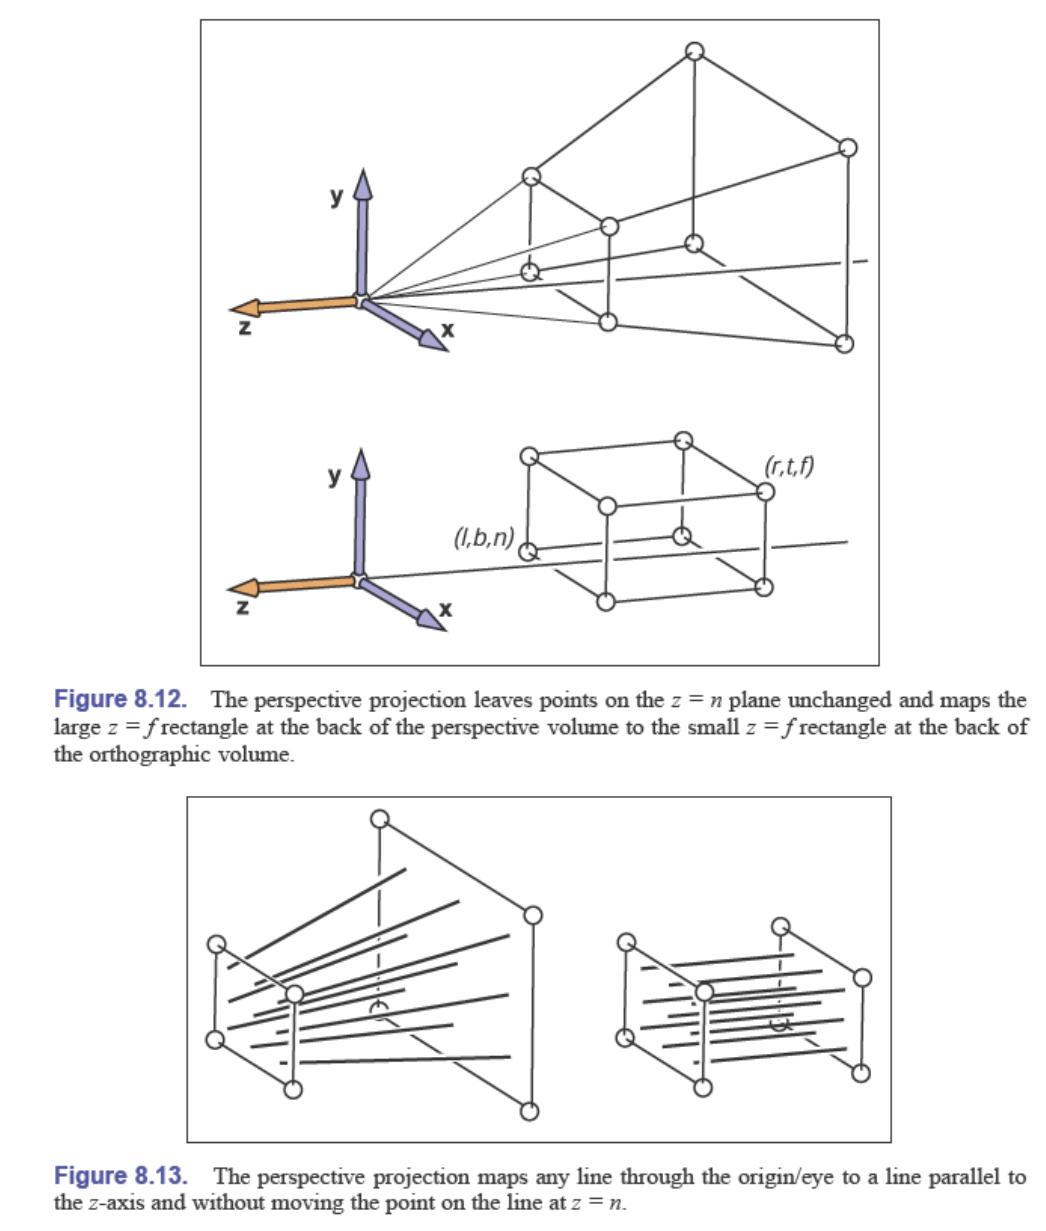 y
z
x
y
(r,t,f)
(l,b,n)
z
x
Figure 8.12. The perspective projection leaves points on the z = n plane unchanged and maps the
large z = f rectangle at the back of the perspective volume to the small z = f rectangle at the back of
the orthographic volume.
Figure 8.13. The perspective projection maps any line through the origin/eye to a line parallel to
the z-axis and without moving the point on the line at z = n.